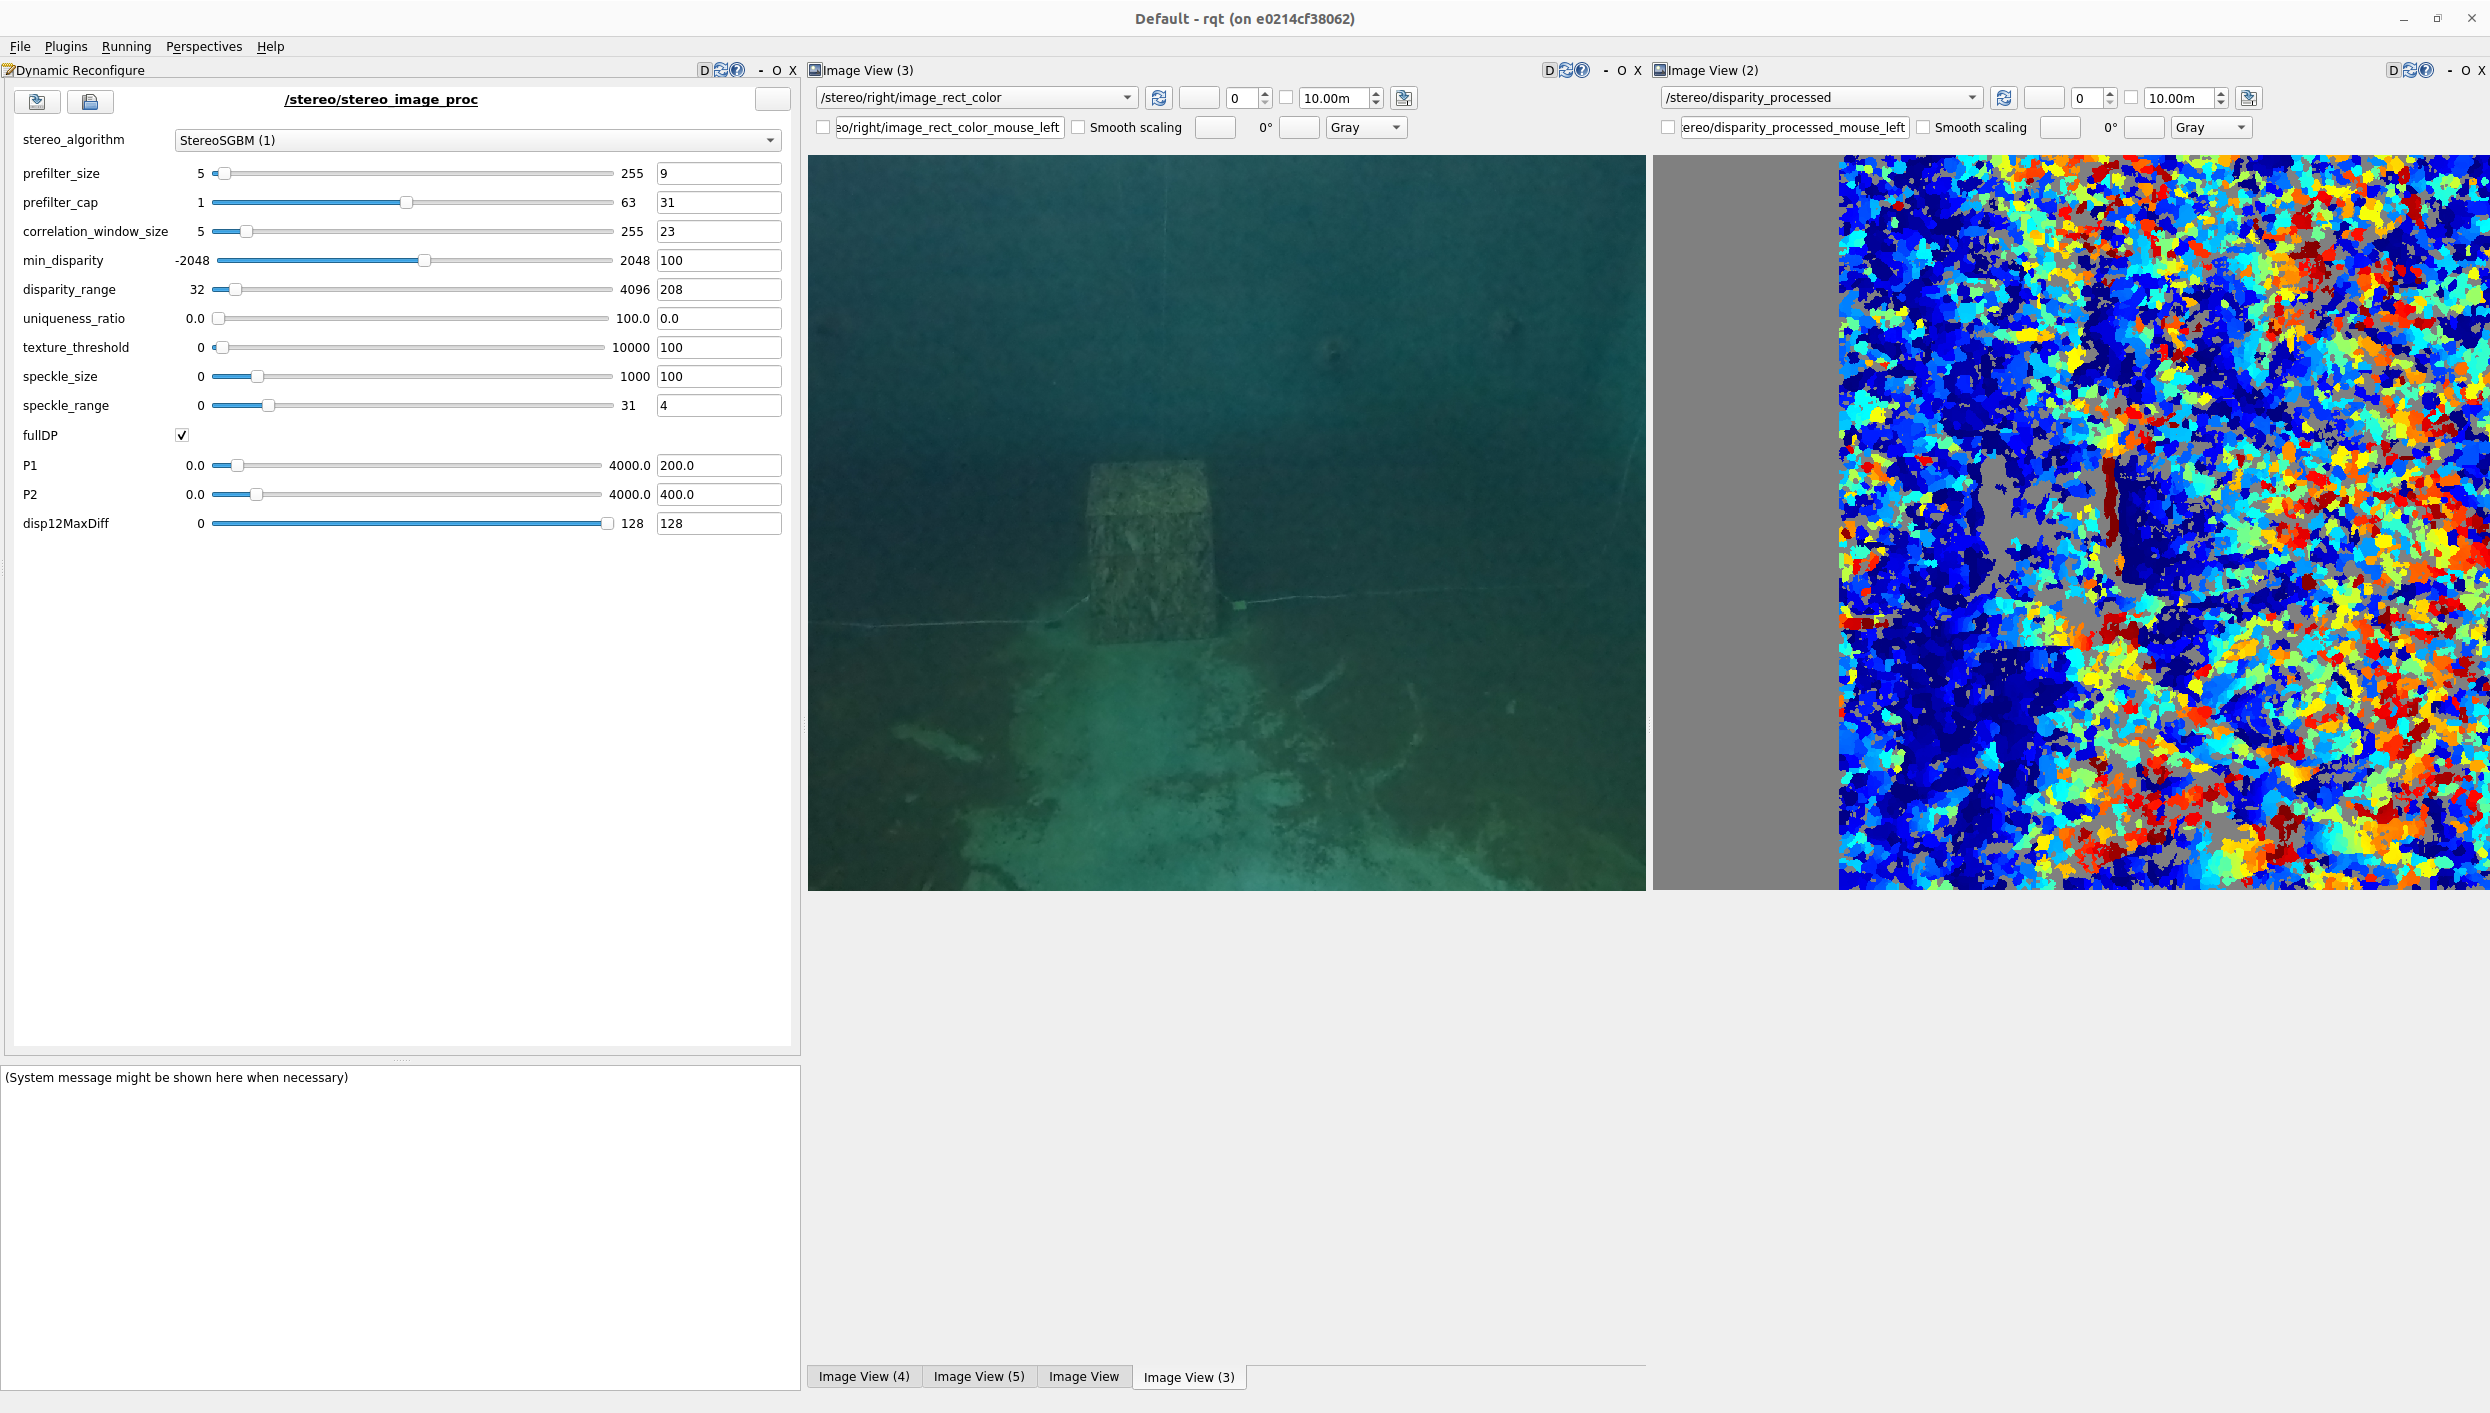 Default - rqt (on e0214cf38062)
File Plugins Running Perspectives Help
Dynamic Reconfigure D - O X
/stereo/stereo_image_proc
stereo_algorithm StereoSGBM (1)
prefilter_size 5 255 9
prefilter_cap 1 63 31
correlation_window_size 5 255 23
min_disparity -2048 2048 100
disparity_range 32 4096 208
uniqueness_ratio 0.0 100.0 0.0
texture_threshold 0 10000 100
speckle_size 0 1000 100
speckle_range 0 31 4
fullDP
P1 0.0 4000.0 200.0
P2 0.0 4000.0 400.0
disp12MaxDiff 0 128 128
(System message might be shown here when necessary)
Image View (3) D - O X
/stereo/right/image_rect_color 0 10.00m
eo/right/image_rect_color_mouse_left Smooth scaling 0° Gray
Image View (4) Image View (5) Image View Image View (3)
Image View (2) D - O X
/stereo/disparity_processed 0 10.00m
ereo/disparity_processed_mouse_left Smooth scaling 0° Gray